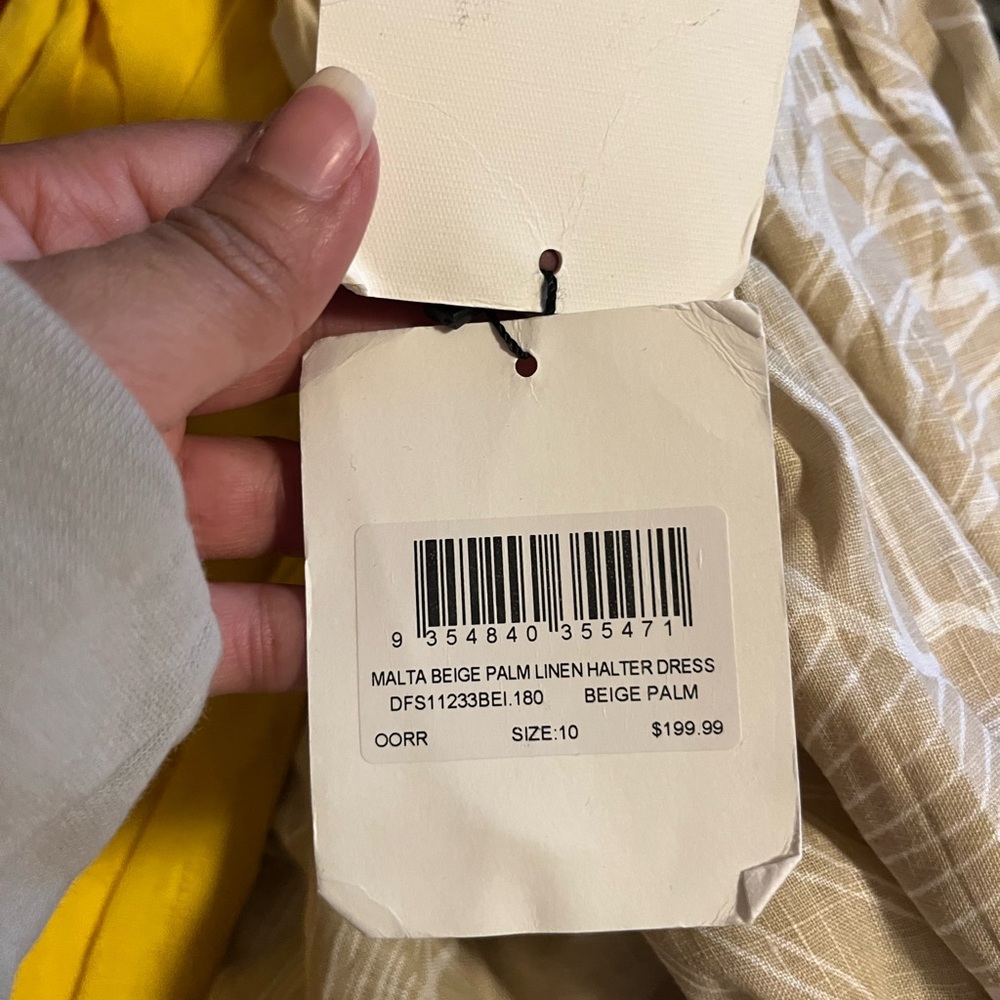 9 354840 355471
MALTA BEIGE PALM LINEN HALTER DRESS
DFS11233BEI.180 BEIGE PALM
OORR SIZE:10 $199.99